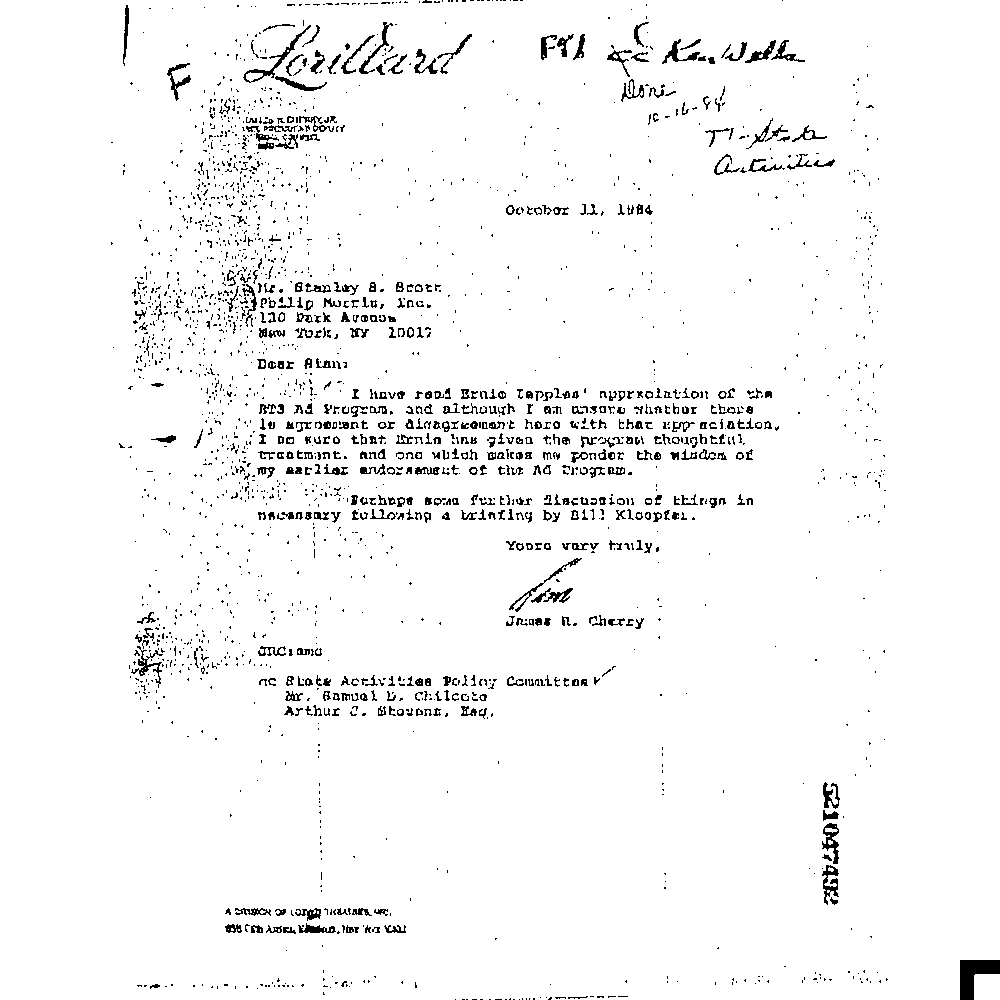 F
Lorillard
FYI cc Ken Wells
Done
10-16-84
TI-State
Activities
October 11, 1984
Mr. Stanley S. Scott
Philip Morris, Inc.
120 Park Avenue
New York, NY 10017
Dear Stan:
I have read Ernie Pepples' appreciation of the
ETS Ad Program, and although I am unsure whether there
is agreement or disagreement here with that appreciation,
I am sure that Ernie has given the program thoughtful
treatment, and one which makes me ponder the wisdom of
my earlier endorsement of the Ad Program.
Perhaps some further discussion of things is
necessary following a briefing by Bill Kloepfer.
Yours very truly,
Jim
James R. Cherry
JRC:amd
cc State Activities Policy Committee
Mr. Samuel D. Chilcote
Arthur J. Stevens, Esq.
521047492
A DIVISION OF LOEWS THEATRES, INC.